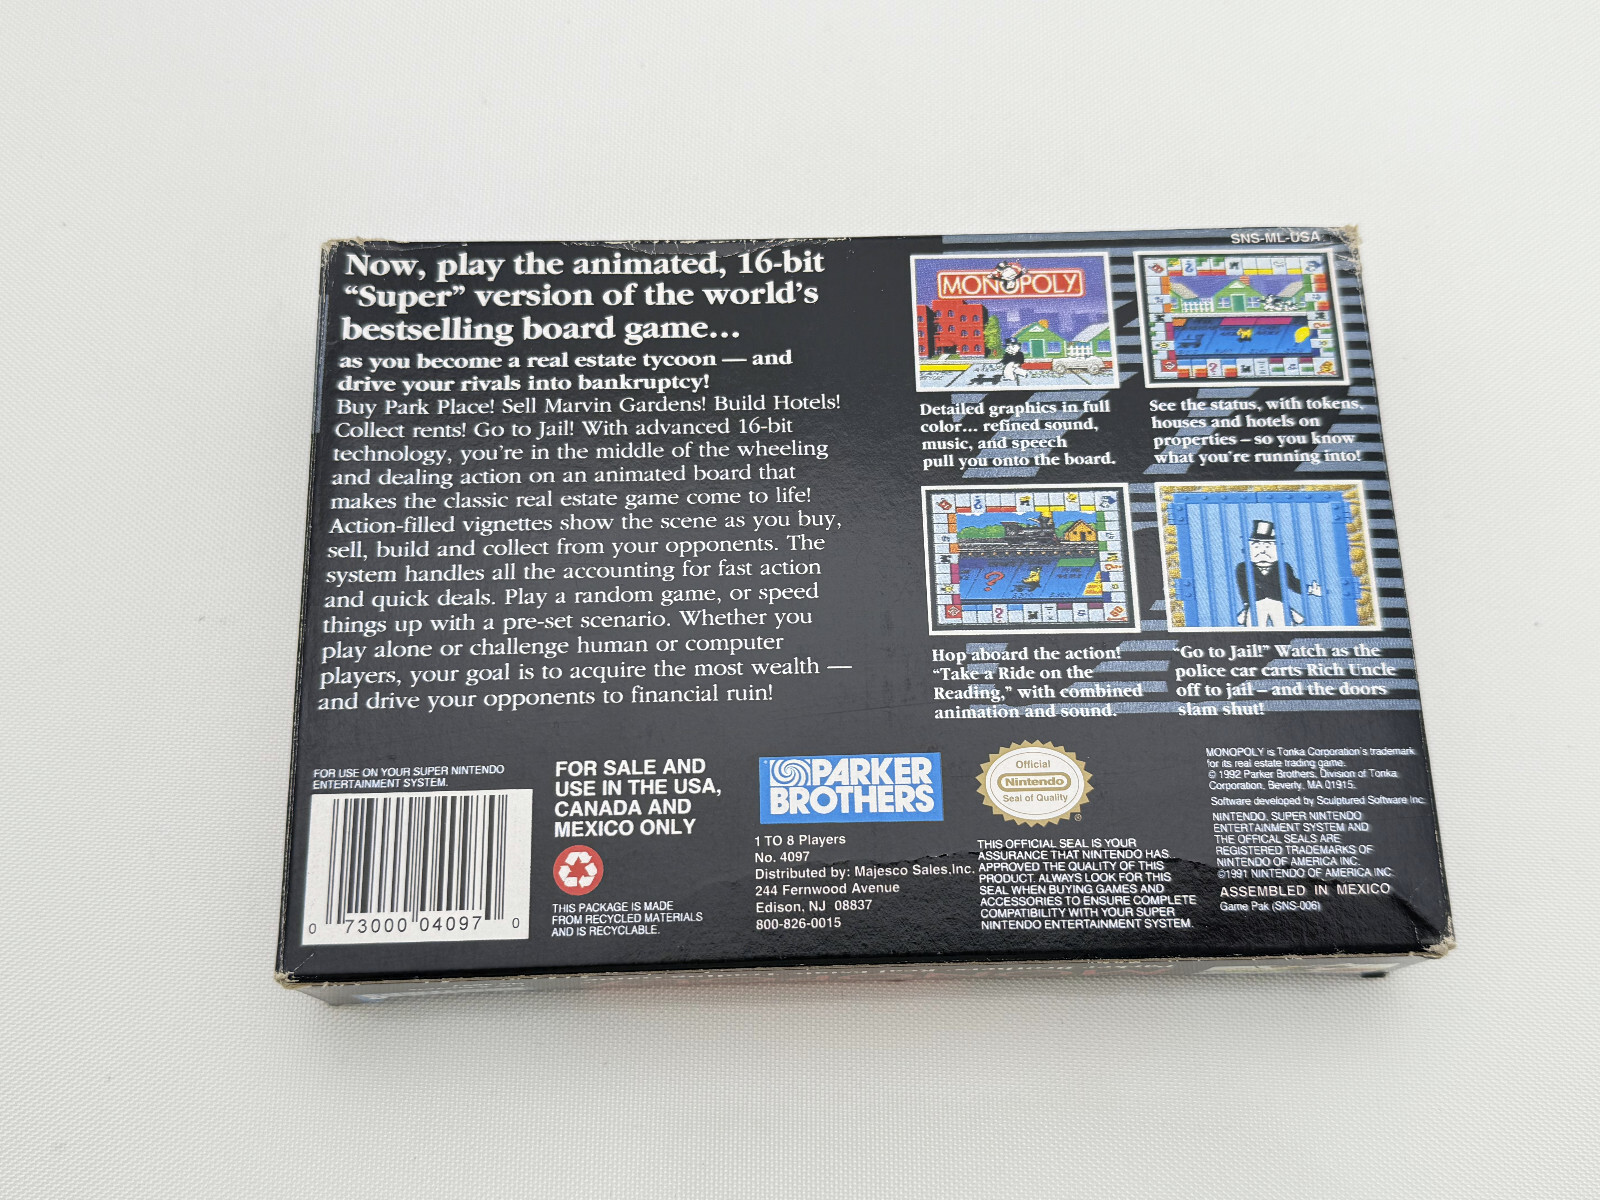 SNS-ML-USA
Now, play the animated, 16-bit
“Super” version of the world's
bestselling board game...
as you become a real estate tycoon — and
drive your rivals into bankruptcy!
Buy Park Place! Sell Marvin Gardens! Build Hotels!
Collect rents! Go to Jail! With advanced 16-bit
technology, you're in the middle of the wheeling
and dealing action on an animated board that
makes the classic real estate game come to life!
Action-filled vignettes show the scene as you buy,
sell, build and collect from your opponents. The
system handles all the accounting for fast action
and quick deals. Play a random game, or speed
things up with a pre-set scenario. Whether you
play alone or challenge human or computer
players, your goal is to acquire the most wealth —
and drive your opponents to financial ruin!
MONOPOLY
Detailed graphics in full
color... refined sound,
music, and speech
pull you onto the board.
See the status, with tokens,
houses and hotels on
properties – so you know
what you're running into!
Hop aboard the action!
“Take a Ride on the
Reading,” with combined
animation and sound.
“Go to Jail!” Watch as the
police car carts Rich Uncle
off to jail – and the doors
slam shut!
FOR USE ON YOUR SUPER NINTENDO
ENTERTAINMENT SYSTEM.
0 73000 04097 0
FOR SALE AND
USE IN THE USA,
CANADA AND
MEXICO ONLY
THIS PACKAGE IS MADE
FROM RECYCLED MATERIALS
AND IS RECYCLABLE.
PARKER
BROTHERS
1 TO 8 Players
No. 4097
Distributed by: Majesco Sales,Inc.
244 Fernwood Avenue
Edison, NJ 08837
800-826-0015
Official
Nintendo
Seal of Quality
®
THIS OFFICIAL SEAL IS YOUR
ASSURANCE THAT NINTENDO HAS
APPROVED THE QUALITY OF THIS
PRODUCT. ALWAYS LOOK FOR THIS
SEAL WHEN BUYING GAMES AND
ACCESSORIES TO ENSURE COMPLETE
COMPATIBILITY WITH YOUR SUPER
NINTENDO ENTERTAINMENT SYSTEM.
MONOPOLY is Tonka Corporation's trademark
for its real estate trading game.
© 1992 Parker Brothers, Division of Tonka
Corporation, Beverly, MA 01915.
Software developed by Sculptured Software Inc.
NINTENDO, SUPER NINTENDO
ENTERTAINMENT SYSTEM AND
THE OFFICAL SEALS ARE
REGISTERED TRADEMARKS OF
NINTENDO OF AMERICA INC.
©1991 NINTENDO OF AMERICA INC.
ASSEMBLED IN MEXICO
Game Pak (SNS-006)